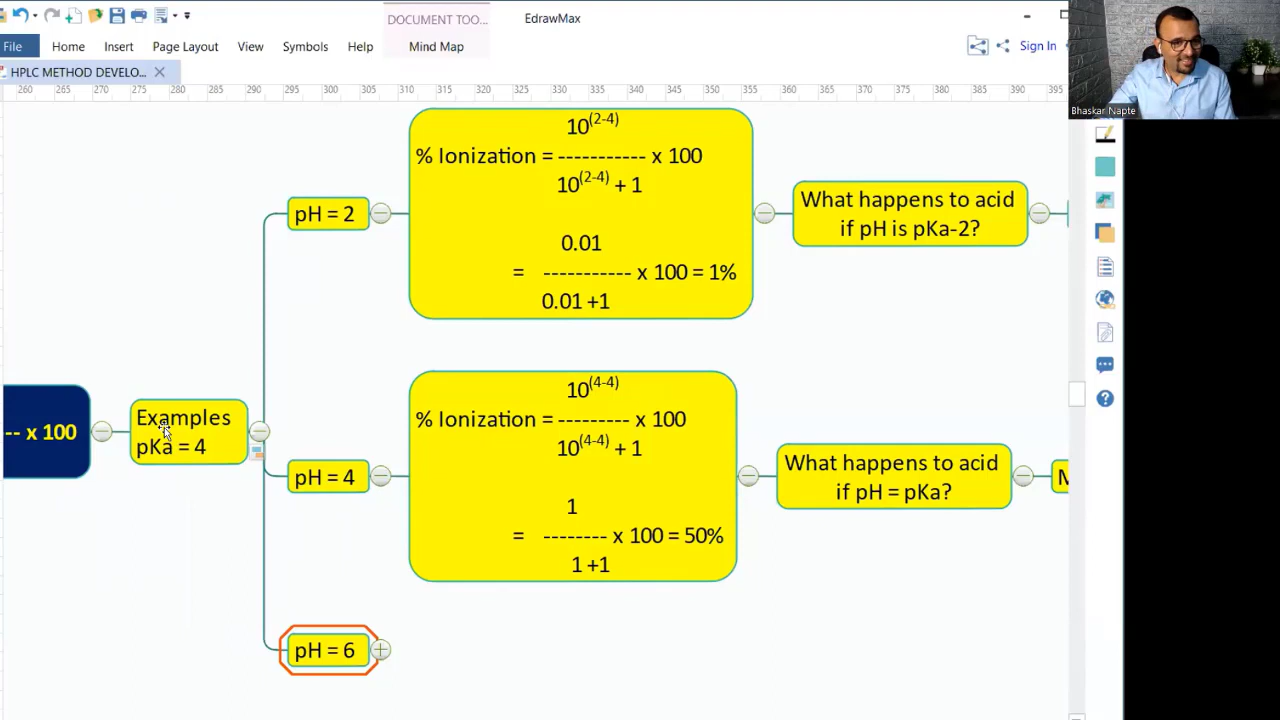 DOCUMENT TOO...
EdrawMax
File
Home
Insert
Page Layout
View
Symbols
Help
Mind Map
Sign In
HPLC METHOD DEVELO...
260 265 270 275 280 285 290 295 300 305 310 315 320 325 330 335 340 345 350 355 360 365 370 375 380 385 390 395
Bhaskar Napte
-- x 100
Examples
pKa = 4
pH = 2
10(2-4)
% Ionization = ----------- x 100
10(2-4) + 1
0.01
= ----------- x 100 = 1%
0.01 +1
What happens to acid
if pH is pKa-2?
pH = 4
10(4-4)
% Ionization = -------- x 100
10(4-4) + 1
1
= -------- x 100 = 50%
1 +1
What happens to acid
if pH = pKa?
pH = 6